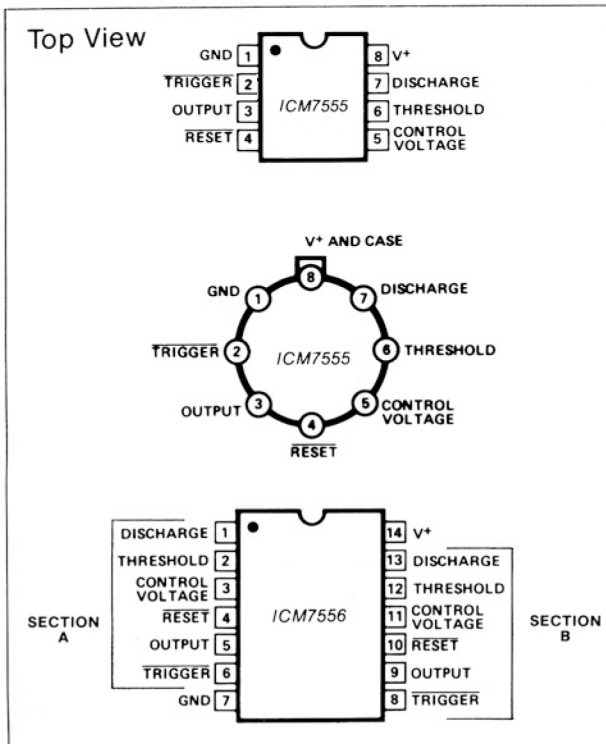 Top View
GND 1
8 V+
TRIGGER 2
7 DISCHARGE
OUTPUT 3
ICM7555
6 THRESHOLD
RESET 4
5 CONTROL
VOLTAGE
V+ AND CASE
8
GND 1
7 DISCHARGE
TRIGGER 2
ICM7555
6 THRESHOLD
OUTPUT 3
5 CONTROL
VOLTAGE
4
RESET
DISCHARGE 1
14 V+
THRESHOLD 2
13 DISCHARGE
CONTROL
VOLTAGE 3
12 THRESHOLD
SECTION
A
RESET 4
ICM7556
11 CONTROL
VOLTAGE
SECTION
B
OUTPUT 5
10 RESET
TRIGGER 6
9 OUTPUT
GND 7
8 TRIGGER